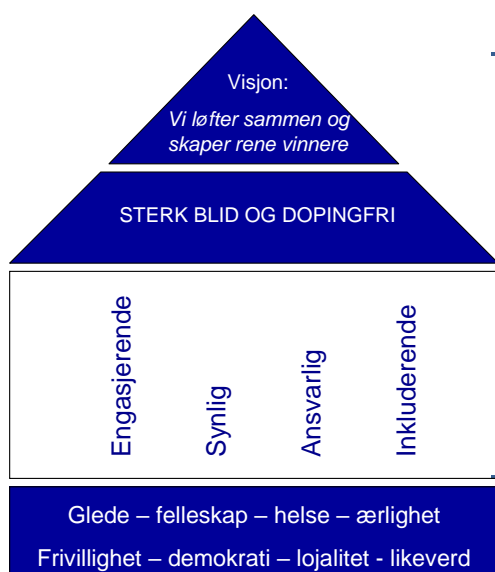 Visjon:
Vi løfter sammen og
skaper rene vinnere
STERK BLID OG DOPINGFRI
Engasjerende
Synlig
Ansvarlig
Inkluderende
Glede – felleskap – helse – ærlighet
Frivillighet – demokrati – lojalitet - likeverd